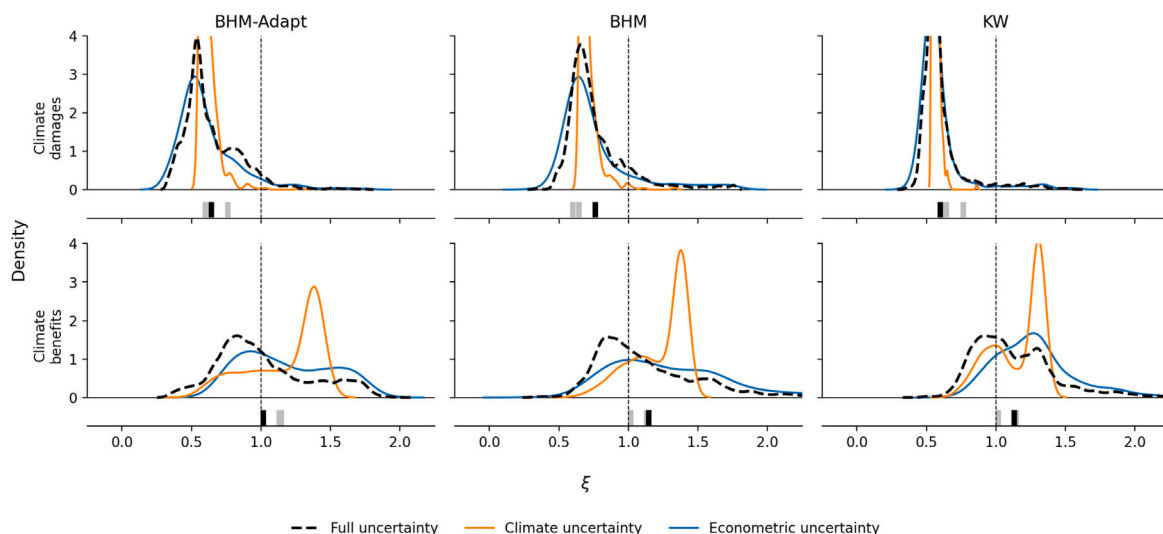 BHM-Adapt BHM KW
Density
Climate
damages
4
3
2
1
0
Climate
benefits
4
3
2
1
0
0.0 0.5 1.0 1.5 2.0 0.0 0.5 1.0 1.5 2.0 0.0 0.5 1.0 1.5 2.0
ξ
Full uncertainty Climate uncertainty Econometric uncertainty